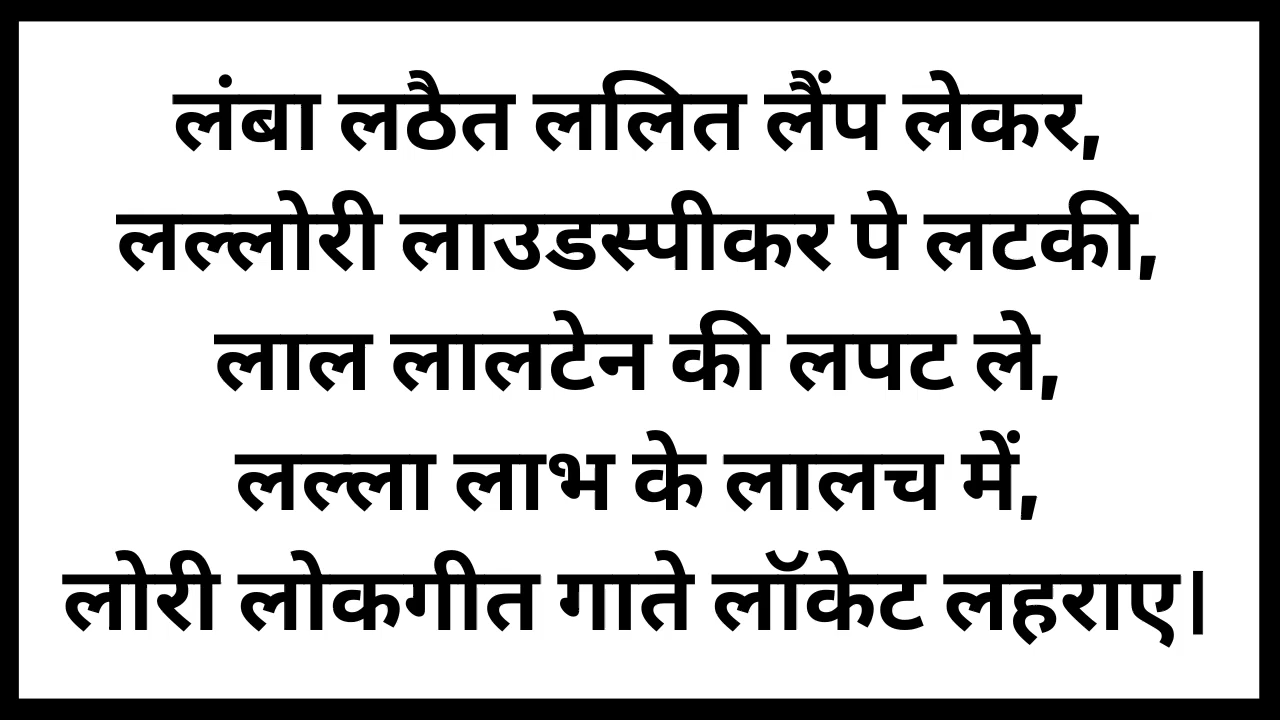 लंबा लठैत ललित लैंप लेकर,
लल्लोरी लाउडस्पीकर पे लटकी,
लाल लालटेन की लपट ले,
लल्ला लाभ के लालच में,
लोरी लोकगीत गाते लॉकेट लहराए।